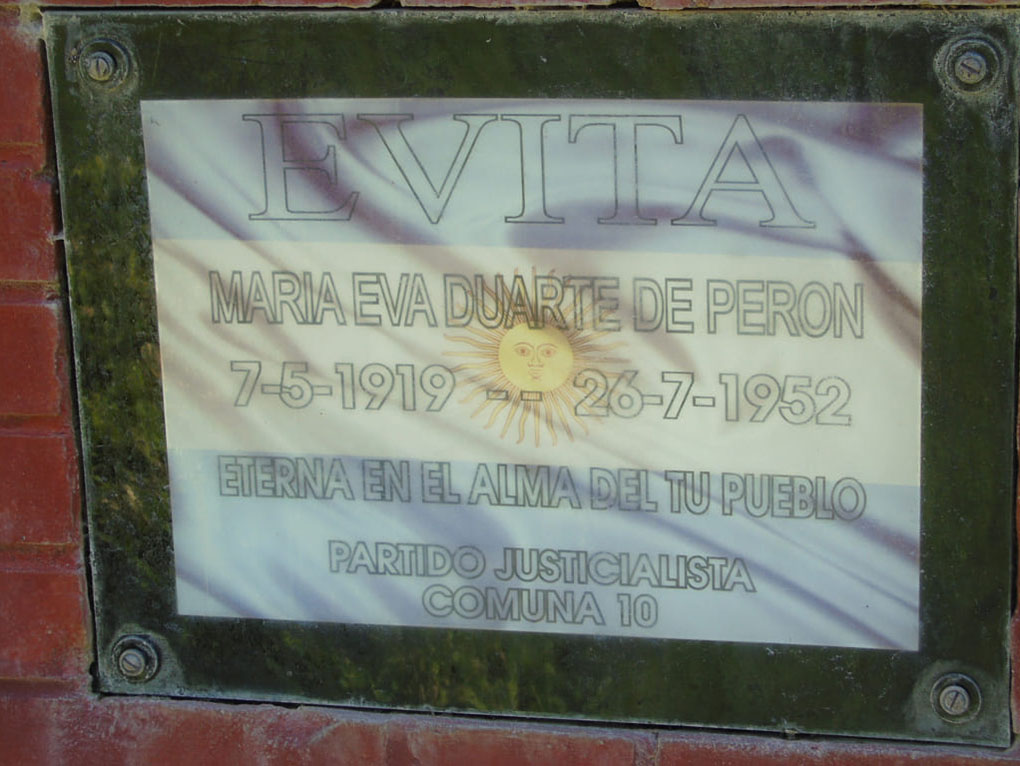 EVITA
MARIA EVA DUARTE DE PERON
7-5-1919 -- 26-7-1952
ETERNA EN EL ALMA DEL TU PUEBLO
PARTIDO JUSTICIALISTA
COMUNA 10